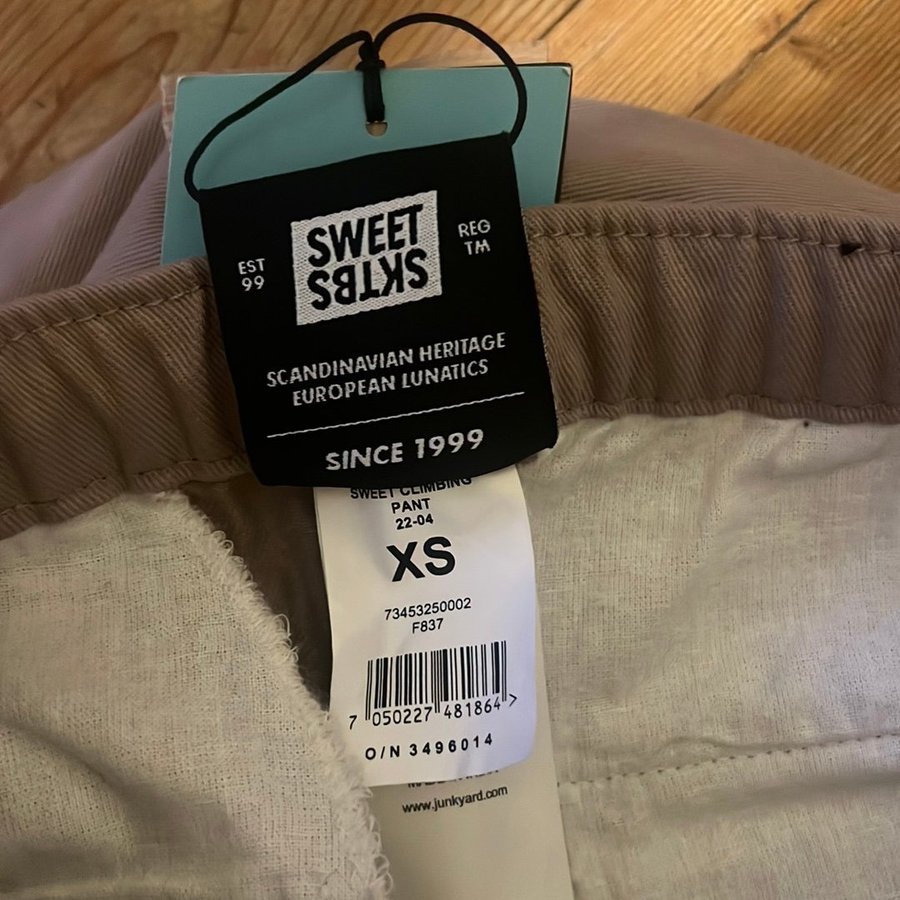 EST
99
SWEET
SKTBS
REG
TM
SCANDINAVIAN HERITAGE
EUROPEAN LUNATICS
SINCE 1999
SWEET CLIMBING
PANT
22-04
XS
73453250002
F837
7 050227 481864 >
O/N 3496014
www.junkyard.com